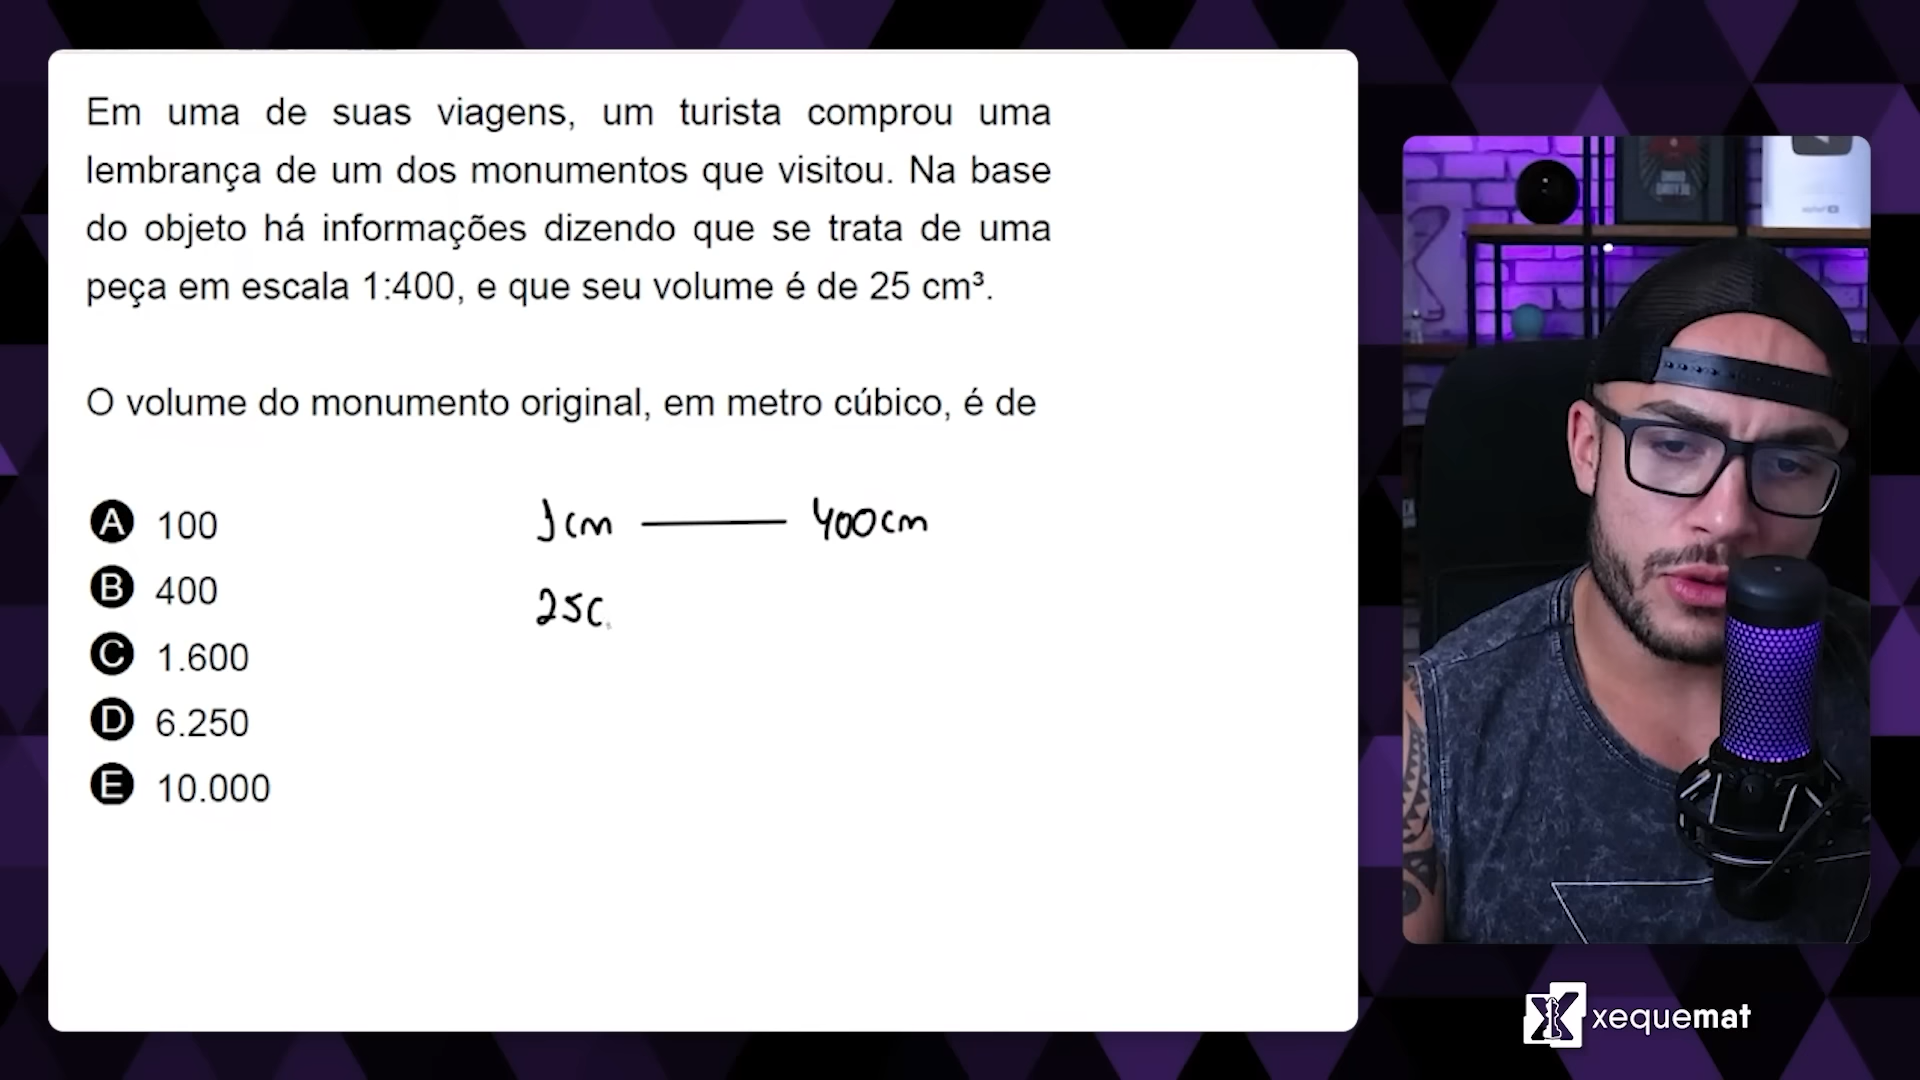 Em uma de suas viagens, um turista comprou uma
lembrança de um dos monumentos que visitou. Na base
do objeto há informações dizendo que se trata de uma
peça em escala 1:400, e que seu volume é de 25 cm³.
O volume do monumento original, em metro cúbico, é de
A 100
B 400
C 1.600
D 6.250
E 10.000
1cm 400cm
25c
xequemat